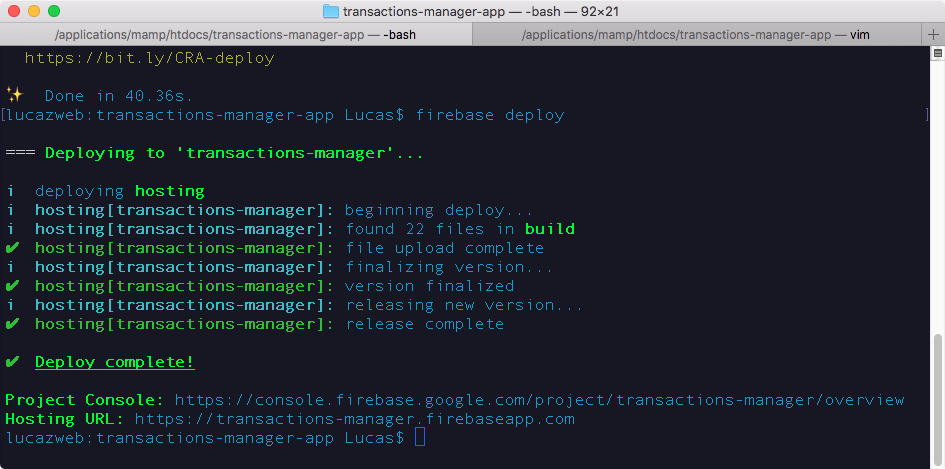 transactions-manager-app — -bash — 92×21
/applications/mamp/htdocs/transactions-manager-app — -bash
/applications/mamp/htdocs/transactions-manager-app — vim
https://bit.ly/CRA-deploy
✨ Done in 40.36s.
[lucazweb:transactions-manager-app Lucas$ firebase deploy ]
=== Deploying to 'transactions-manager'...
i deploying hosting
i hosting[transactions-manager]: beginning deploy...
i hosting[transactions-manager]: found 22 files in build
✔ hosting[transactions-manager]: file upload complete
i hosting[transactions-manager]: finalizing version...
✔ hosting[transactions-manager]: version finalized
i hosting[transactions-manager]: releasing new version...
✔ hosting[transactions-manager]: release complete
✔ Deploy complete!
Project Console: https://console.firebase.google.com/project/transactions-manager/overview
Hosting URL: https://transactions-manager.firebaseapp.com
lucazweb:transactions-manager-app Lucas$